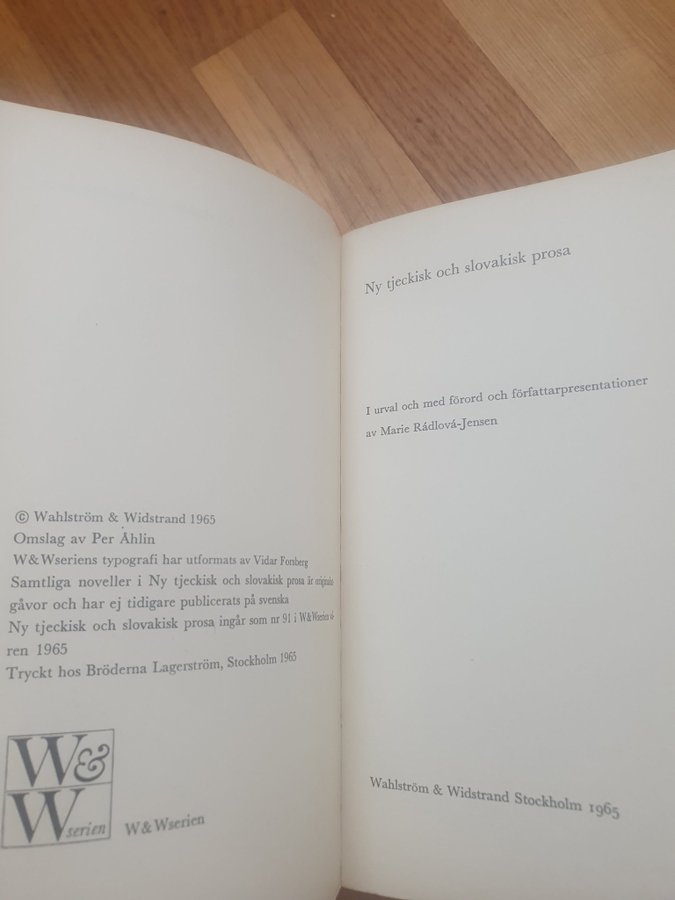 © Wahlström & Widstrand 1965
Omslag av Per Åhlin
W&Wseriens typografi har utformats av Vidar Forsberg
Samtliga noveller i Ny tjeckisk och slovakisk prosa är
gåvor och har ej tidigare publicerats på svenska
Ny tjeckisk och slovakisk prosa ingår som nr 91 i W&Wserien
ren 1965
Tryckt hos Bröderna Lagerström, Stockholm 1965
W&
Wserien
W&Wserien
Ny tjeckisk och slovakisk prosa
I urval och med förord och författarpresentationer
av Marie Rádlová-Jensen
Wahlström & Widstrand Stockholm 1965